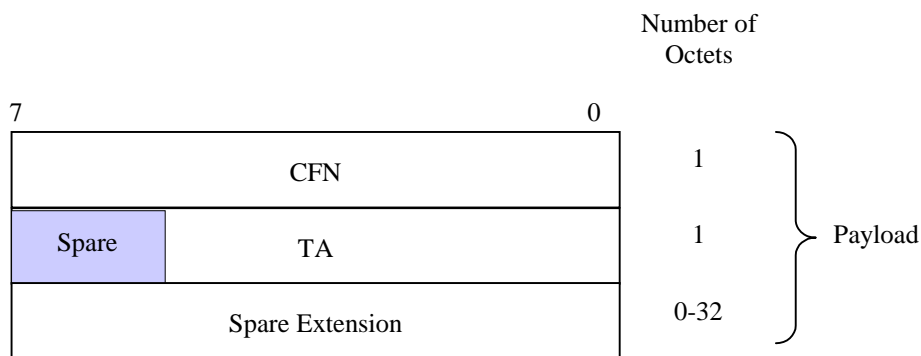 Number of
Octets
7 0
CFN 1
Spare TA 1 Payload
Spare Extension 0-32